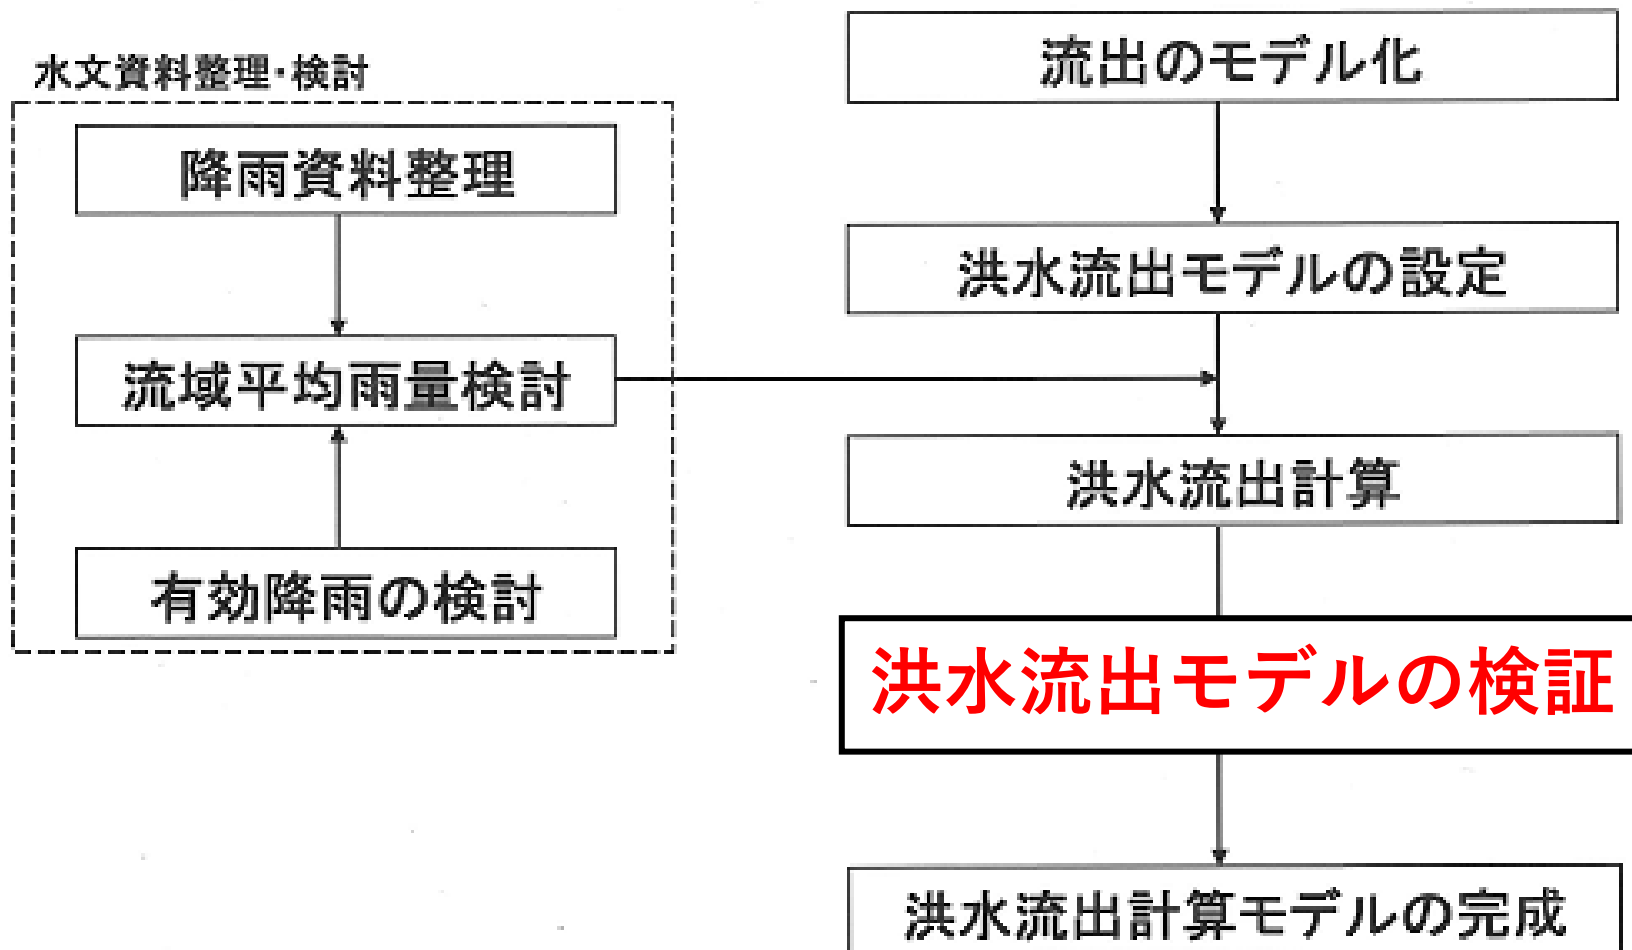 水文資料整理・検討
降雨資料整理
流域平均雨量検討
有効降雨の検討
流出のモデル化
洪水流出モデルの設定
洪水流出計算
洪水流出モデルの検証
洪水流出計算モデルの完成